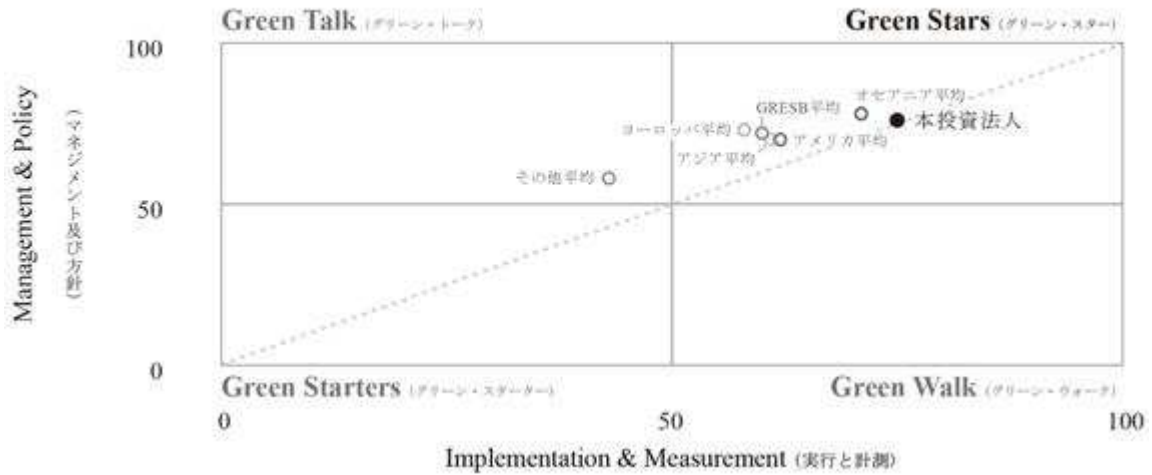 Green Talk (グリーン・トーク)
Green Stars (グリーン・スター)
100
オセアニア平均
GRESB平均
本投資法人
ヨーロッパ平均
アメリカ平均
アジア平均
その他平均
50
Management & Policy
(マネジメント及び方針)
0
Green Starters (グリーン・スターター)
Green Walk (グリーン・ウォーク)
0
50
100
Implementation & Measurement (実行と計測)